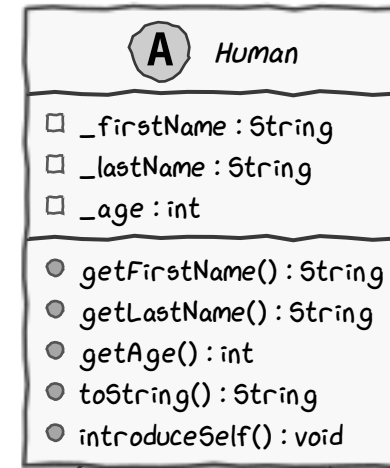 A Human
_firstName : String
_lastName : String
_age : int
getFirstName() : String
getLastName() : String
getAge() : int
toString() : String
introduceSelf() : void